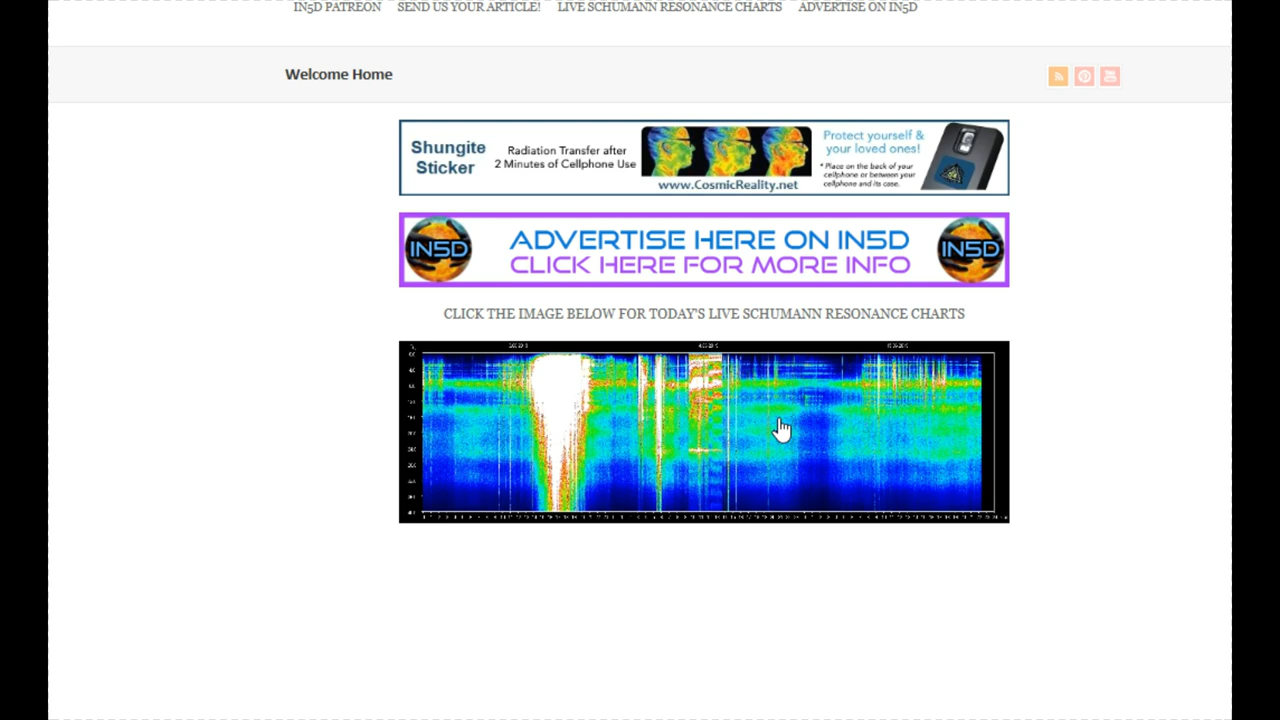 IN5D PATREON SEND US YOUR ARTICLE! LIVE SCHUMANN RESONANCE CHARTS ADVERTISE ON IN5D
Welcome Home
Shungite
Sticker
Radiation Transfer after
2 Minutes of Cellphone Use
www.CosmicReality.net
Protect yourself &
your loved ones!
* Place on the back of your
cellphone or between your
cellphone and its case.
IN5D
ADVERTISE HERE ON IN5D
CLICK HERE FOR MORE INFO
IN5D
CLICK THE IMAGE BELOW FOR TODAY'S LIVE SCHUMANN RESONANCE CHARTS